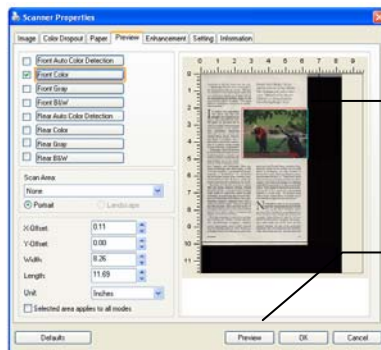 Scanner Properties
Image Color Dropout Paper Preview Enhancement Setting Information
Front Auto Color Detection
Front Color
Front Gray
Front B&W
Rear Auto Color Detection
Rear Color
Rear Gray
Rear B&W
Scan Area:
None
Portrait Landscape
X-Offset: 0.11
Y-Offset: 0.00
Width: 8.26
Length: 11.69
Unit: Inches
Selected area applies to all modes
0 1 2 3 4 5 6 7 8 9
0
1
2
3
4
5
6
7
8
9
10
11
Defaults Preview OK Cancel